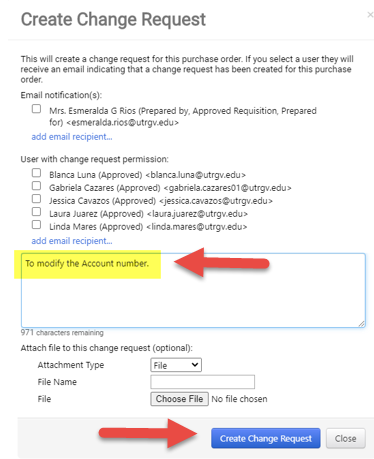 Create Change Request
×
This will create a change request for this purchase order. If you select a user they will
receive an email indicating that a change request has been created for this purchase
order.
Email notification(s):
Mrs. Esmeralda G Rios (Prepared by, Approved Requisition, Prepared
for) <esmeralda.rios@utrgv.edu>
add email recipient...
User with change request permission:
Blanca Luna (Approved) <blanca.luna@utrgv.edu>
Gabriela Cazares (Approved) <gabriela.cazares01@utrgv.edu>
Jessica Cavazos (Approved) <jessica.cavazos@utrgv.edu>
Laura Juarez (Approved) <laura.juarez@utrgv.edu>
Linda Mares (Approved) <linda.mares@utrgv.edu>
add email recipient...
To modify the Account number.
971 characters remaining
Attach file to this change request (optional):
Attachment Type File
File Name
File Choose File No file chosen
Create Change Request Close